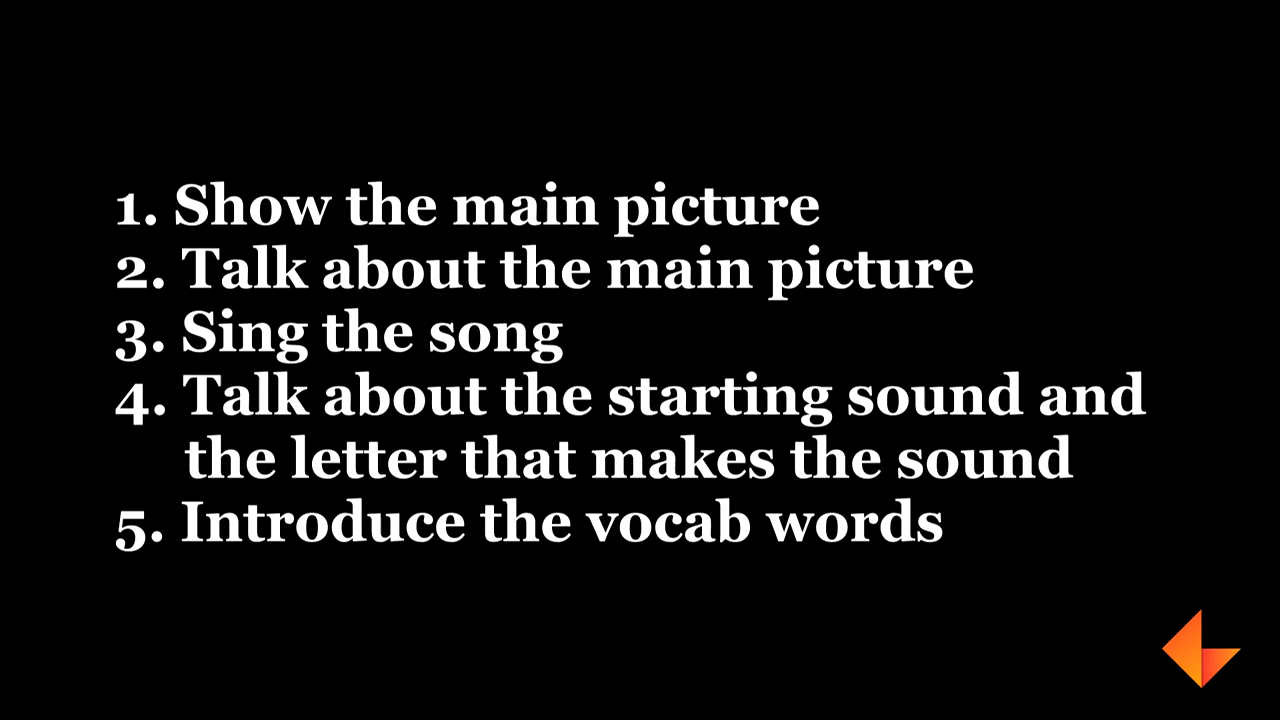 1. Show the main picture
2. Talk about the main picture
3. Sing the song
4. Talk about the starting sound and
the letter that makes the sound
5. Introduce the vocab words